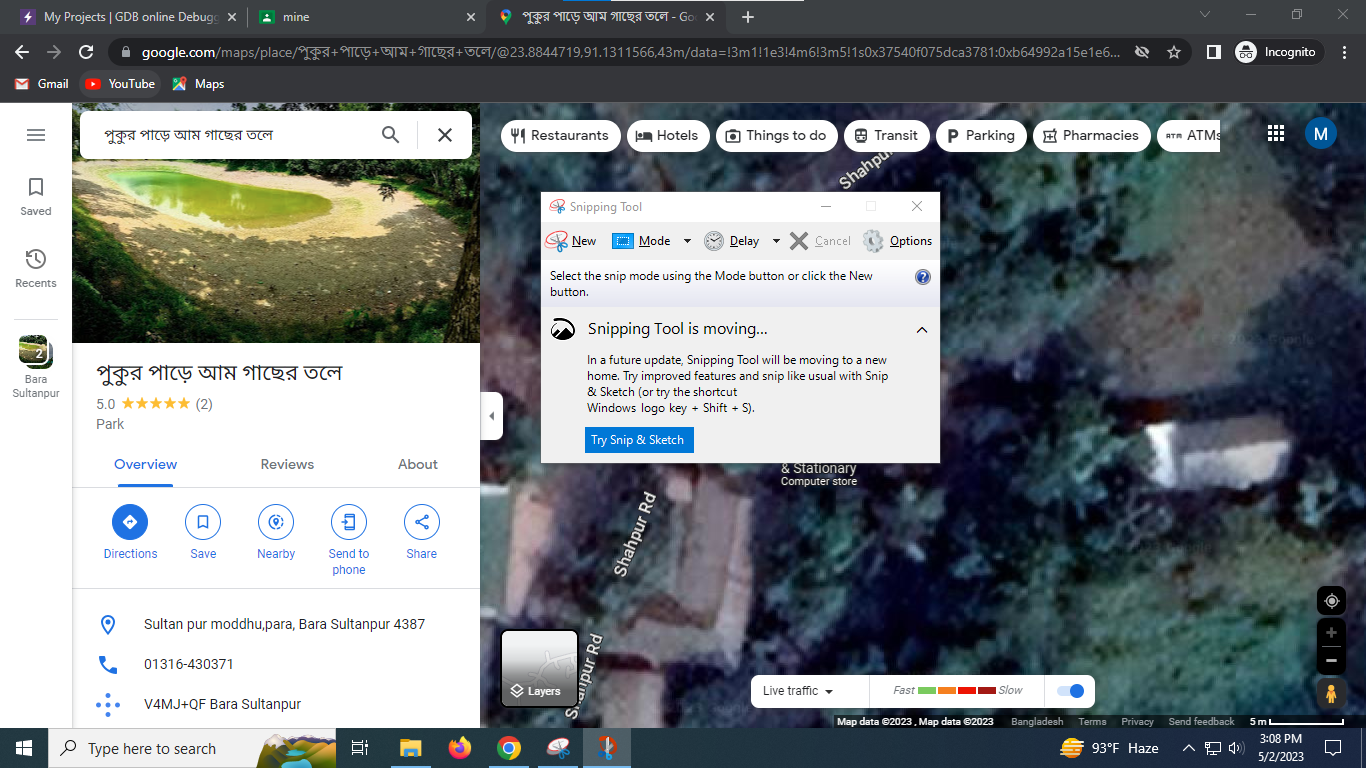 My Projects | GDB online Debugg
mine
পুকুর পাড়ে আম গাছের তলে - Goo
google.com/maps/place/পুকুর+পাড়ে+আম+গাছের+তলে/@23.8844719,91.1311566,43m/data=!3m1!1e3!4m6!3m5!1s0x37540f075dca3781:0xb64992a15e1e6...
Incognito
Gmail
YouTube
Maps
পুকুর পাড়ে আম গাছের তলে
Restaurants
Hotels
Things to do
Transit
Parking
Pharmacies
ATMs
M
Saved
Recents
2
Bara
Sultanpur
পুকুর পাড়ে আম গাছের তলে
5.0 ★★★★★ (2)
Park
Overview
Reviews
About
Directions
Save
Nearby
Send to
phone
Share
Sultan pur moddhu,para, Bara Sultanpur 4387
01316-430371
V4MJ+QF Bara Sultanpur
Shahpur
Snipping Tool
New
Mode
Delay
Cancel
Options
Select the snip mode using the Mode button or click the New
button.
Snipping Tool is moving...
In a future update, Snipping Tool will be moving to a new
home. Try improved features and snip like usual with Snip
& Sketch (or try the shortcut
Windows logo key + Shift + S).
Try Snip & Sketch
& Stationary
Computer store
Shahpur Rd
Shahpur Rd
Layers
Live traffic
Fast
Slow
Map data ©2023 , Map data ©2023
Bangladesh
Terms
Privacy
Send feedback
5 m
Type here to search
93°F Haze
3:08 PM
5/2/2023